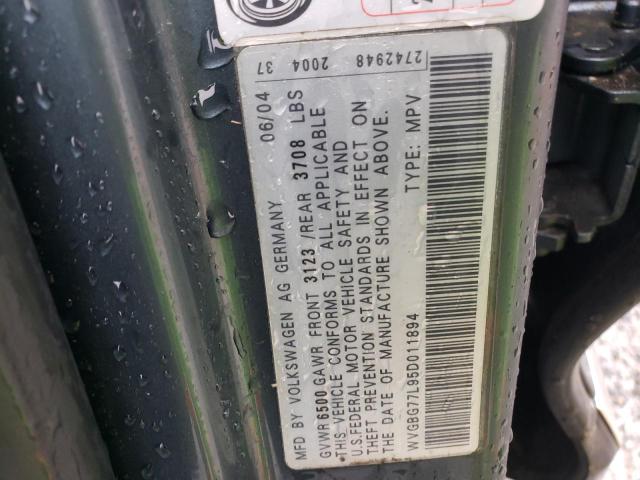 MFD BY VOLKSWAGEN AG GERMANY 06/04
GVWR 6500 GAWR FRONT 3123 /REAR 3708 LBS
THIS VEHICLE CONFORMS TO ALL APPLICABLE
U.S.FEDERAL MOTOR VEHICLE SAFETY AND
THEFT PREVENTION STANDARDS IN EFFECT ON
THE DATE OF MANUFACTURE SHOWN ABOVE.
WVGBG77L95D011894 TYPE: MPV
2004 37 2742948